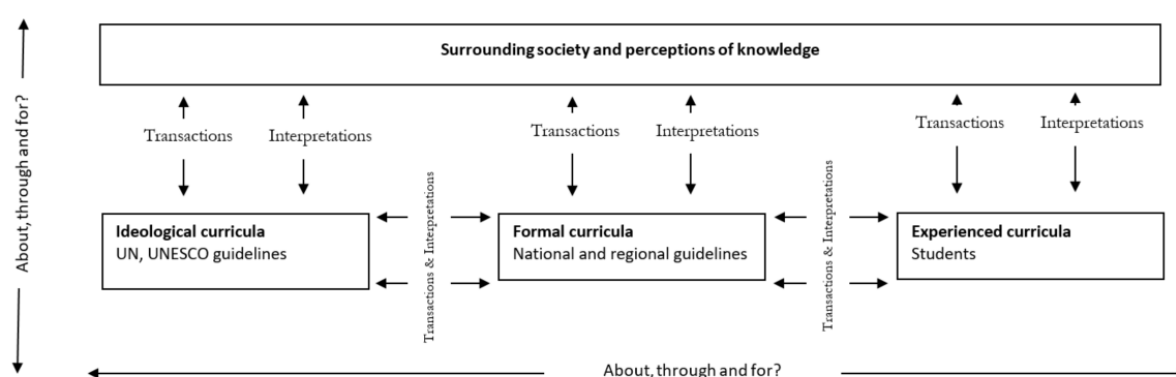 Surrounding society and perceptions of knowledge
About, through and for?
Transactions
Interpretations
Transactions
Interpretations
Transactions
Interpretations
Ideological curricula
UN, UNESCO guidelines
Transactions & Interpretations
Formal curricula
National and regional guidelines
Transactions & Interpretations
Experienced curricula
Students
About, through and for?